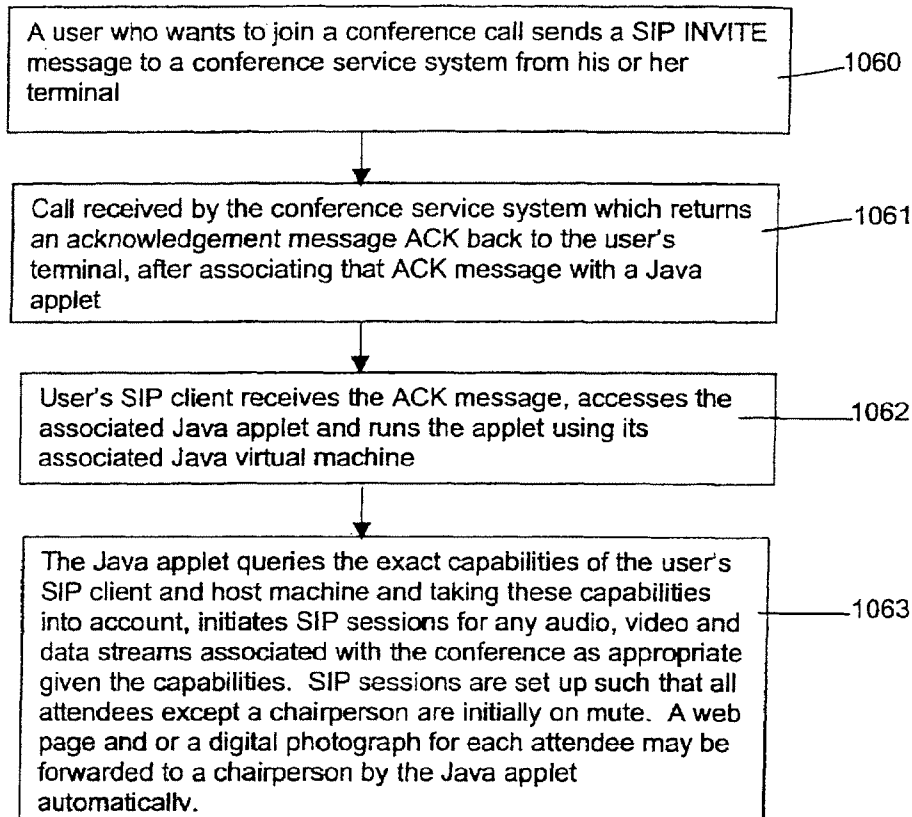 A user who wants to join a conference call sends a SIP INVITE
message to a conference service system from his or her
terminal
1060
Call received by the conference service system which returns
an acknowledgement message ACK back to the user's
terminal, after associating that ACK message with a Java
applet
1061
User's SIP client receives the ACK message, accesses the
associated Java applet and runs the applet using its
associated Java virtual machine
1062
The Java applet queries the exact capabilities of the user's
SIP client and host machine and taking these capabilities
into account, initiates SIP sessions for any audio, video and
data streams associated with the conference as appropriate
given the capabilities. SIP sessions are set up such that all
attendees except a chairperson are initially on mute. A web
page and or a digital photograph for each attendee may be
forwarded to a chairperson by the Java applet
automatically.
1063